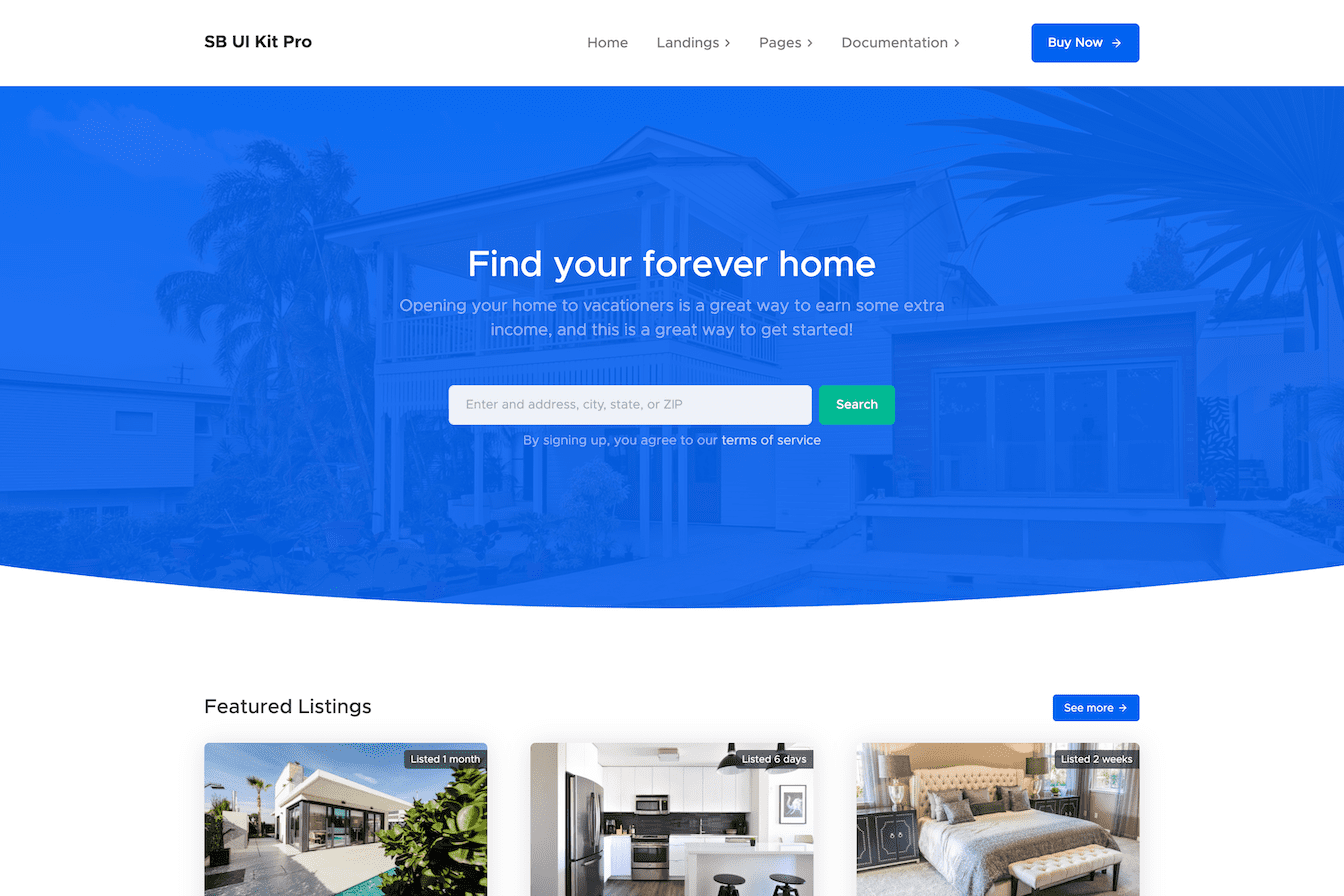 SB UI Kit Pro
Home
Landings
Pages
Documentation
Buy Now
Find your forever home
Opening your home to vacationers is a great way to earn some extra
income, and this is a great way to get started!
Enter and address, city, state, or ZIP
Search
By signing up, you agree to our terms of service
Featured Listings
See more
Listed 1 month
Listed 6 days
Listed 2 weeks